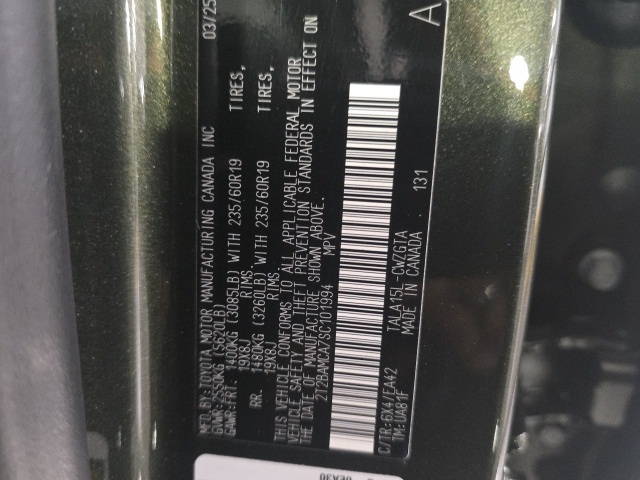 MFD.BY:TOYOTA MOTOR MANUFACTURING CANADA INC 03/25
GVWR:2550KG (5620LB)
GAWR:FRT. 1400KG (3085LB) WITH 235/60R19 TIRES,
19X8J RIMS,
RR. 1480KG (3260LB) WITH 235/60R19 TIRES,
19X8J RIMS.
THIS VEHICLE CONFORMS TO ALL APPLICABLE FEDERAL MOTOR
VEHICLE SAFETY AND THEFT PREVENTION STANDARDS IN EFFECT ON
THE DATE OF MANUFACTURE SHOWN ABOVE.
2T2BAMCA7SC101994 MPV
C/TR:6X4/EA42 TALA15L-CWZGTA
TM:UA81F MADE IN CANADA 131
A